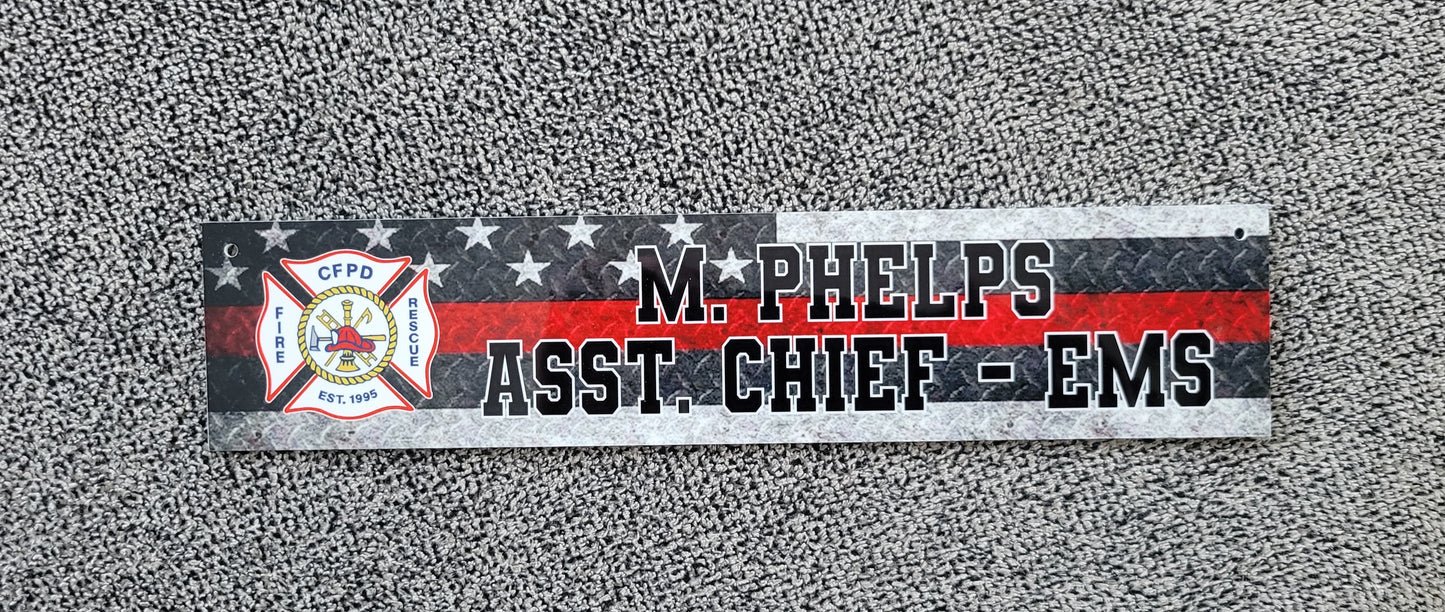 CFPD
FIRE
RESCUE
EST. 1995
M. PHELPS
ASST. CHIEF - EMS